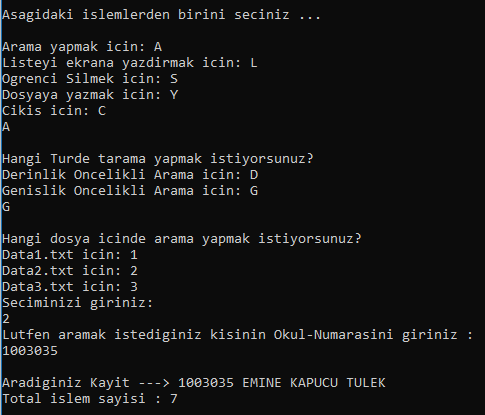 Asagidaki islemlerden birini seciniz ...
Arama yapmak icin: A
Listeyi ekrana yazdirmak icin: L
Ogrenci Silmek icin: S
Dosyaya yazmak icin: Y
Cikis icin: C
A
Hangi Turde tarama yapmak istiyorsunuz?
Derinlik Oncelikli Arama icin: D
Genislik Oncelikli Arama icin: G
G
Hangi dosya icinde arama yapmak istiyorsunuz?
Data1.txt icin: 1
Data2.txt icin: 2
Data3.txt icin: 3
Seciminizi giriniz:
2
Lutfen aramak istediginiz kisinin Okul-Numarasini giriniz :
1003035
Aradiginiz Kayit ---> 1003035 EMINE KAPUCU TULEK
Total islem sayisi : 7